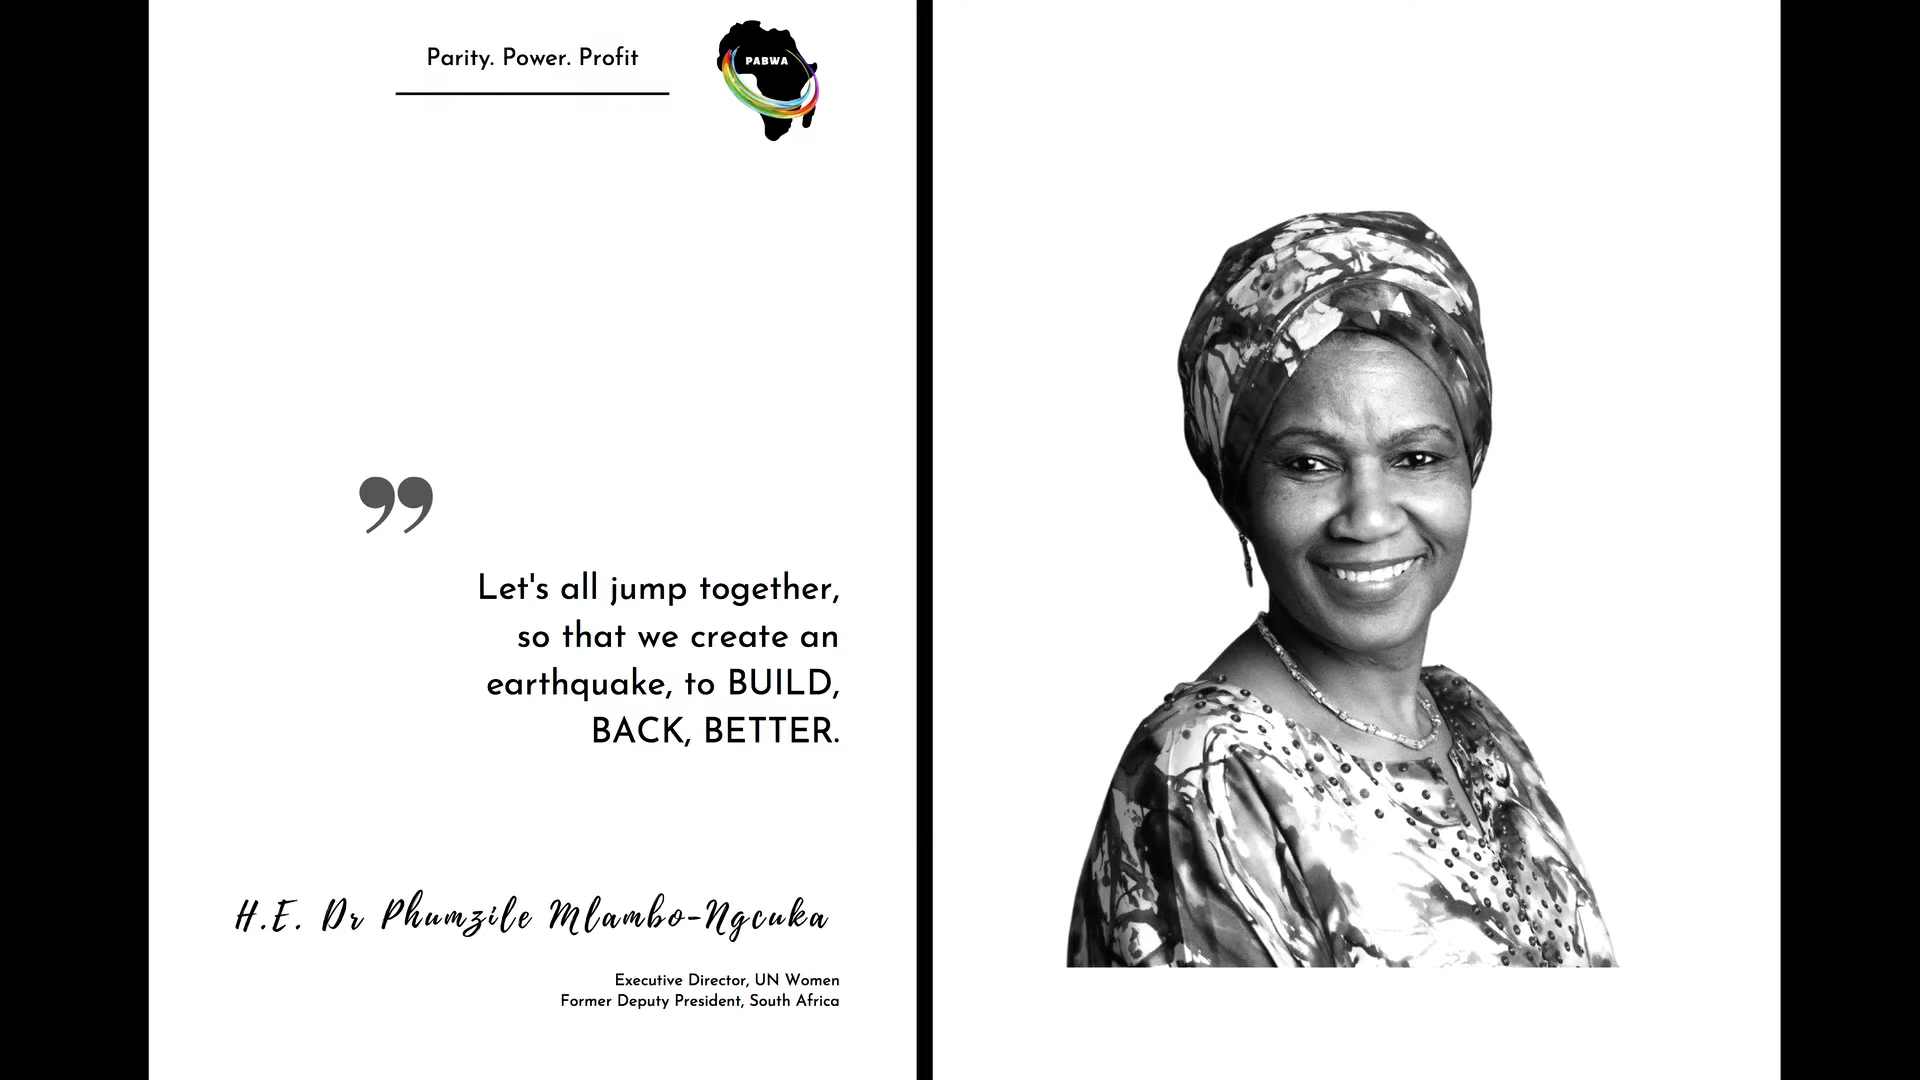 Parity. Power. Profit
PABWA
”
Let's all jump together,
so that we create an
earthquake, to BUILD,
BACK, BETTER.
H.E. Dr Phumzile Mlambo-Ngcuka
Executive Director, UN Women
Former Deputy President, South Africa